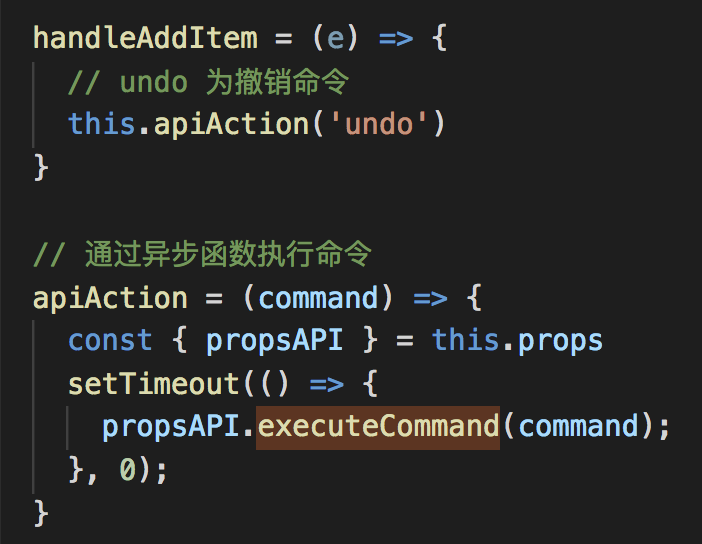 handleAddItem = (e) => {
// undo 为撤销命令
this.apiAction('undo')
}
// 通过异步函数执行命令
apiAction = (command) => {
const { propsAPI } = this.props
setTimeout(() => {
propsAPI.executeCommand(command);
}, 0);
}